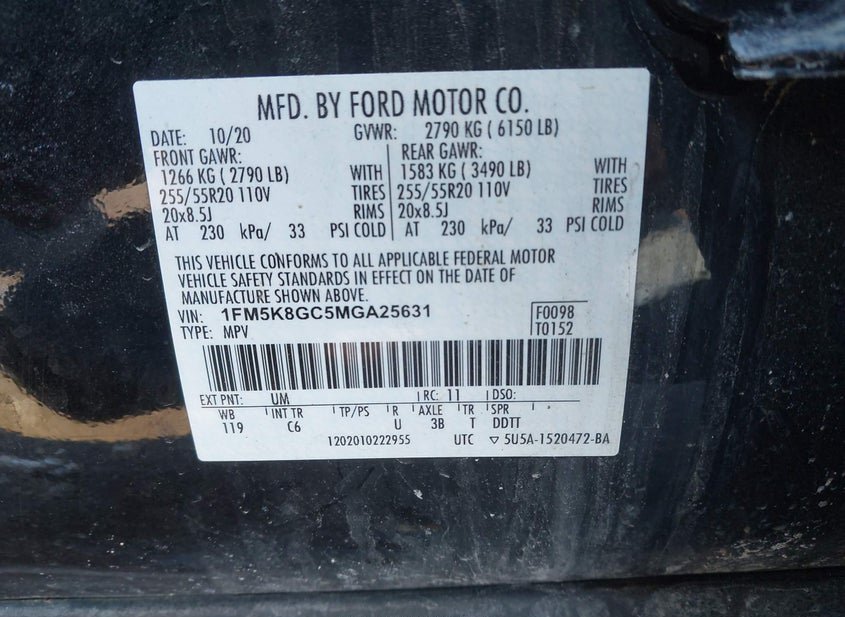 MFD. BY FORD MOTOR CO.
DATE: 10/20 GVWR: 2790 KG ( 6150 LB)
FRONT GAWR: REAR GAWR:
1266 KG ( 2790 LB) WITH 1583 KG ( 3490 LB) WITH
255/55R20 110V TIRES 255/55R20 110V TIRES
20x8.5J RIMS 20x8.5J RIMS
AT 230 kPa/ 33 PSI COLD AT 230 kPa/ 33 PSI COLD
THIS VEHICLE CONFORMS TO ALL APPLICABLE FEDERAL MOTOR
VEHICLE SAFETY STANDARDS IN EFFECT ON THE DATE OF
MANUFACTURE SHOWN ABOVE.
VIN: 1FM5K8GC5MGA25631 F0098
TYPE: MPV T0152
EXT PNT: UM RC: 11 DSO:
WB INT TR TP/PS R AXLE TR SPR
119 C6 U 3B T DDTT
1202010222955 UTC ▽ 5U5A-1520472-BA